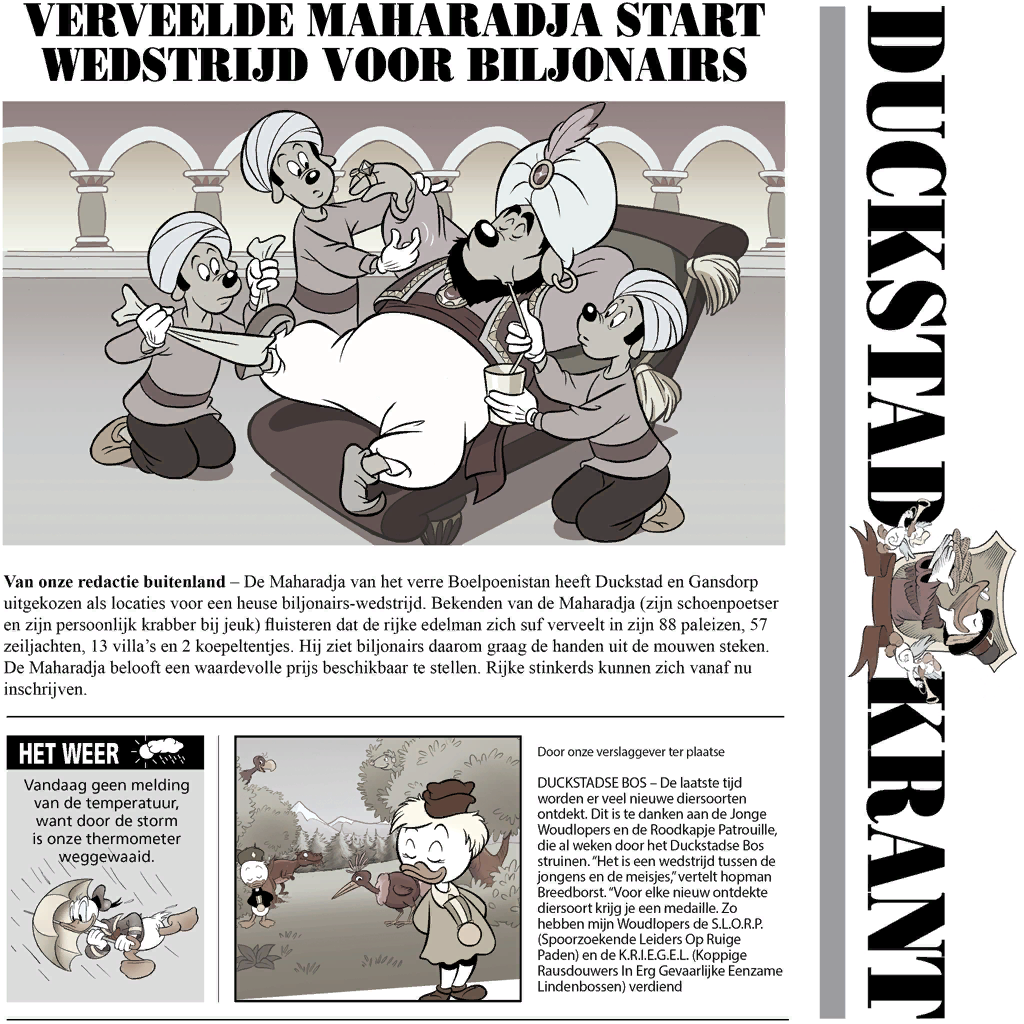 VERVEELDE MAHARADJA START
WEDSTRIJD VOOR BILJONAIRS
Van onze redactie buitenland – De Maharadja van het verre Boelpoenistan heeft Duckstad en Gansdorp
uitgekozen als locaties voor een heuse biljonairs-wedstrijd. Bekenden van de Maharadja (zijn schoenpoetser
en zijn persoonlijk krabber bij jeuk) fluisteren dat de rijke edelman zich suf verveelt in zijn 88 paleizen, 57
zeiljachten, 13 villa’s en 2 koepeltentjes. Hij ziet biljonairs daarom graag de handen uit de mouwen steken.
De Maharadja belooft een waardevolle prijs beschikbaar te stellen. Rijke stinkerds kunnen zich vanaf nu
inschrijven.
HET WEER
Vandaag geen melding
van de temperatuur,
want door de storm
is onze thermometer
weggewaaid.
Door onze verslaggever ter plaatse
DUCKSTADSE BOS – De laatste tijd
worden er veel nieuwe diersoorten
ontdekt. Dit is te danken aan de Jonge
Woudlopers en de Roodkapje Patrouille,
die al weken door het Duckstadse Bos
struinen. “Het is een wedstrijd tussen de
jongens en de meisjes,” vertelt hopman
Breedborst. “Voor elke nieuw ontdekte
diersoort krijg je een medaille. Zo
hebben mijn Woudlopers de S.L.O.R.P.
(Spoorzoekende Leiders Op Ruige
Paden) en de K.R.I.E.G.E.L. (Koppige
Rausdouwers In Erg Gevaarlijke Eenzame
Lindenbossen) verdiend
DUCKSTAD KRANT